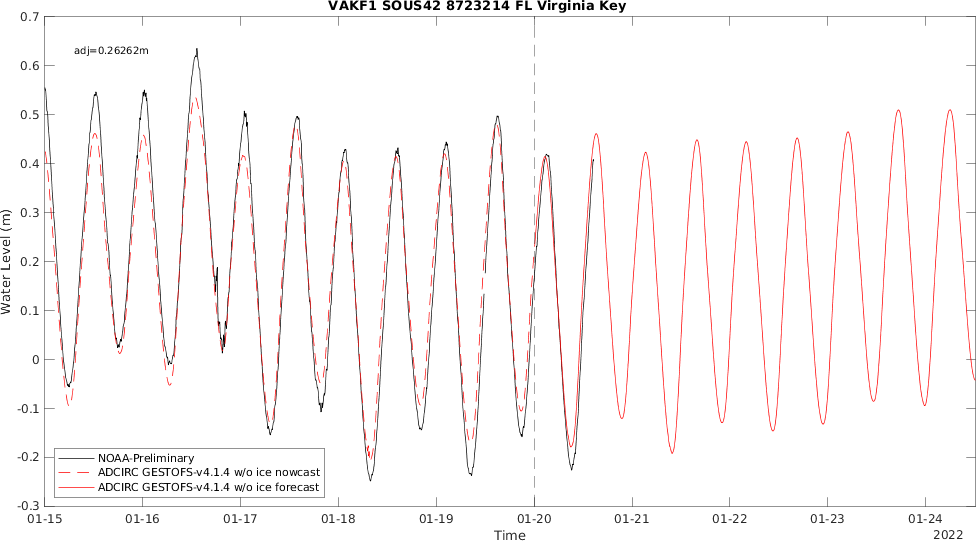 VAKF1 SOUS42 8723214 FL Virginia Key
adj=0.26262m
0.7
0.6
0.5
0.4
0.3
0.2
0.1
0
-0.1
-0.2
-0.3
Water Level (m)
NOAA-Preliminary
ADCIRC GESTOFS-v4.1.4 w/o ice nowcast
ADCIRC GESTOFS-v4.1.4 w/o ice forecast
01-15 01-16 01-17 01-18 01-19 01-20 01-21 01-22 01-23 01-24
Time
2022